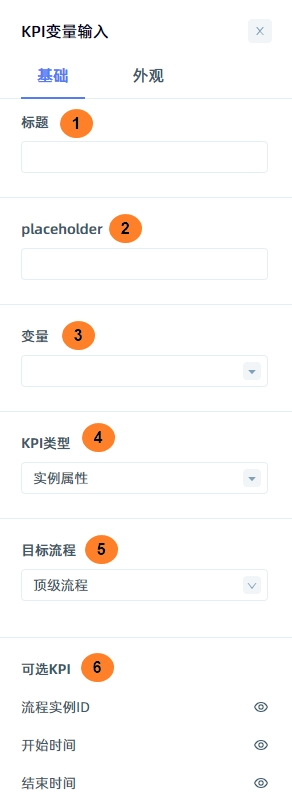 KPI变量输入 X
基础 外观
标题 1
placeholder 2
变量 3
KPI类型 4
实例属性
目标流程 5
顶级流程
可选KPI 6
流程实例ID
开始时间
结束时间